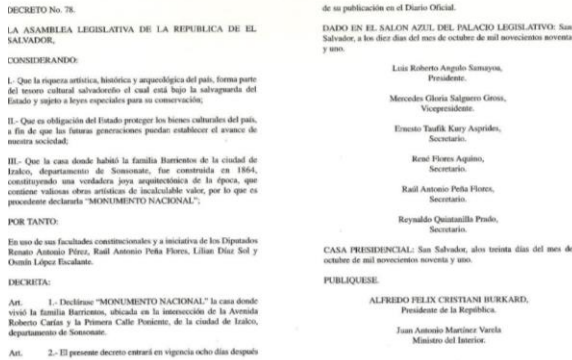 DECRETO No. 78.
LA ASAMBLEA LEGISLATIVA DE LA REPUBLICA DE EL
SALVADOR,
CONSIDERANDO:
I.- Que la riqueza artística, histórica y arqueológica del país, forma parte
del tesoro cultural salvadoreño el cual está bajo la salvaguarda del
Estado y sujeto a leyes especiales para su conservación;
II.- Que es obligación del Estado proteger los bienes culturales del país,
a fin de que las futuras generaciones puedan establecer el avance de
nuestra sociedad;
III.- Que la casa donde habitó la familia Barrientos de la ciudad de
Izalco, departamento de Sonsonate, fue construida en 1864,
constituyendo una verdadera joya arquitectónica de la época, que
contiene valiosas obras artísticas de incalculable valor, por lo que es
procedente declararla "MONUMENTO NACIONAL";
POR TANTO:
En uso de sus facultades constitucionales y a iniciativa de los Diputados
Renato Antonio Pérez, Raúl Antonio Peña Flores, Lilian Díaz Sol y
Osmín López Escalante.
DECRETA:
Art. 1.- Declárase "MONUMENTO NACIONAL" la casa donde
vivió la familia Barrientos, ubicada en la intersección de la Avenida
Roberto Carías y la Primera Calle Poniente, de la ciudad de Izalco,
departamento de Sonsonate.
Art. 2.- El presente decreto entrará en vigencia ocho días después
de su publicación en el Diario Oficial.
DADO EN EL SALON AZUL DEL PALACIO LEGISLATIVO: San
Salvador, a los diez días del mes de octubre de mil novecientos noventa
y uno.
Luis Roberto Angulo Samayoa,
Presidente.
Mercedes Gloria Salguero Gross,
Vicepresidente.
Ernesto Taufik Kury Asprides,
Secretario.
René Flores Aquino,
Secretario.
Raúl Antonio Peña Flores,
Secretario.
Reynaldo Quintanilla Prado,
Secretario.
CASA PRESIDENCIAL: San Salvador, alos treinta días del mes de
octubre de mil novecientos noventa y uno.
PUBLIQUESE.
ALFREDO FELIX CRISTIANI BURKARD,
Presidente de la República.
Juan Antonio Martínez Varela
Ministro del Interior.